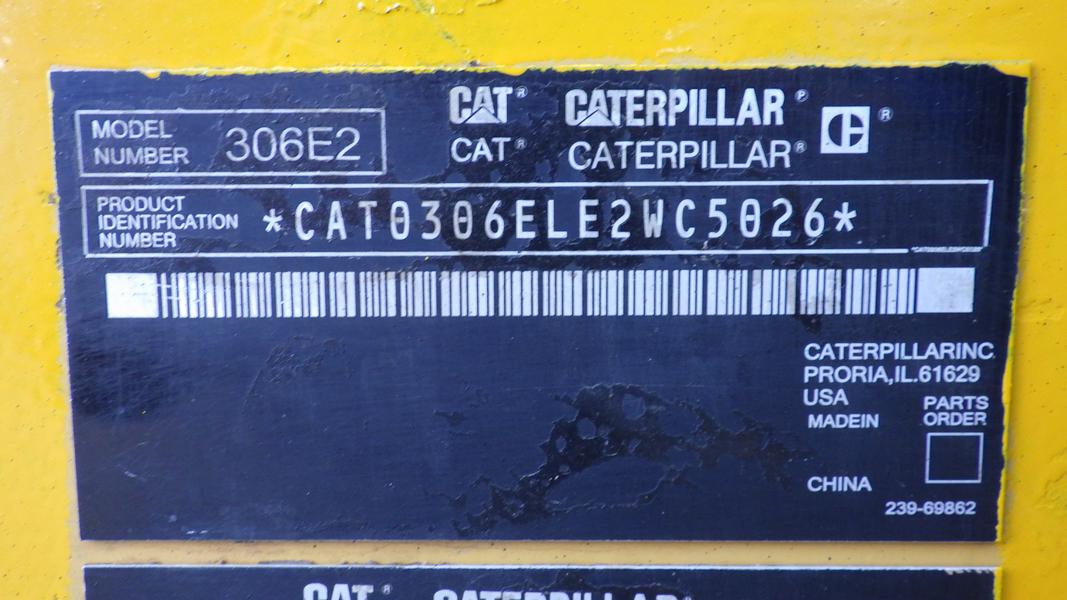 CAT® CATERPILLAR®
CAT® CATERPILLAR®
MODEL NUMBER 306E2
PRODUCT IDENTIFICATION NUMBER *CAT0306ELE2WC5026*
CATERPILLARINC
PRORIA,IL.61629
USA
MADEIN
PARTS ORDER
CHINA
239-69862
CAT® CATERPILLAR®